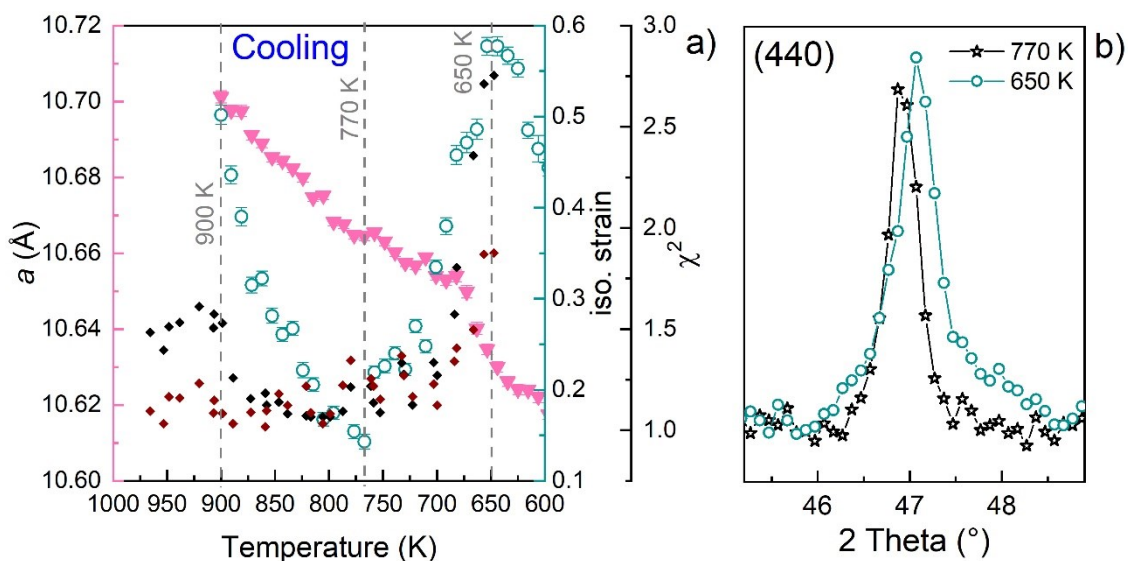 Cooling
900 K
770 K
650 K
a)
a (Å)
10.72
10.70
10.68
10.66
10.64
10.62
10.60
1000
950
900
850
800
750
700
650
600
Temperature (K)
0.6
0.5
0.4
0.3
0.2
0.1
iso. strain
3.0
2.5
2.0
1.5
1.0
χ²
(440)
770 K
650 K
b)
46
47
48
2 Theta (°)